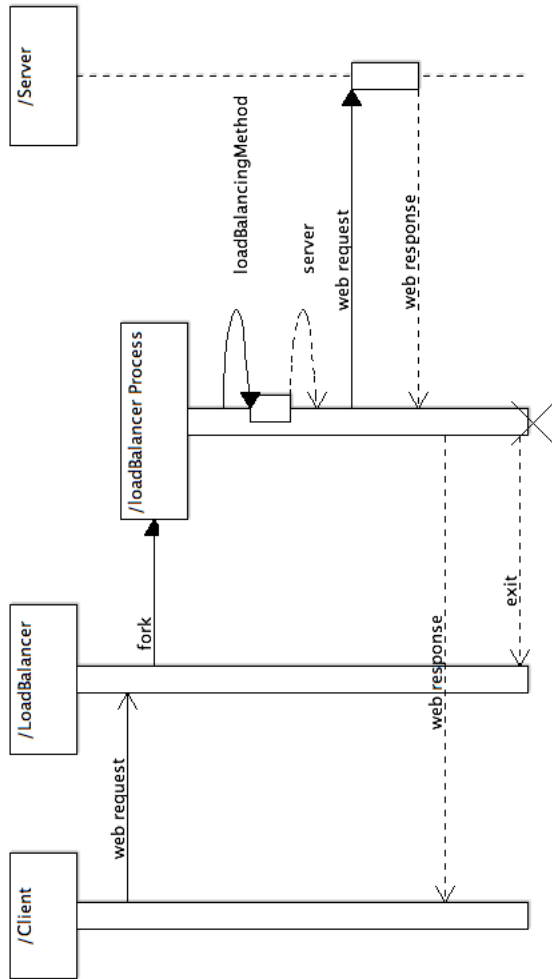 /Client
/LoadBalancer
/loadBalancer Process
/Server
web request
fork
loadBalancingMethod
server
web request
web response
web response
exit